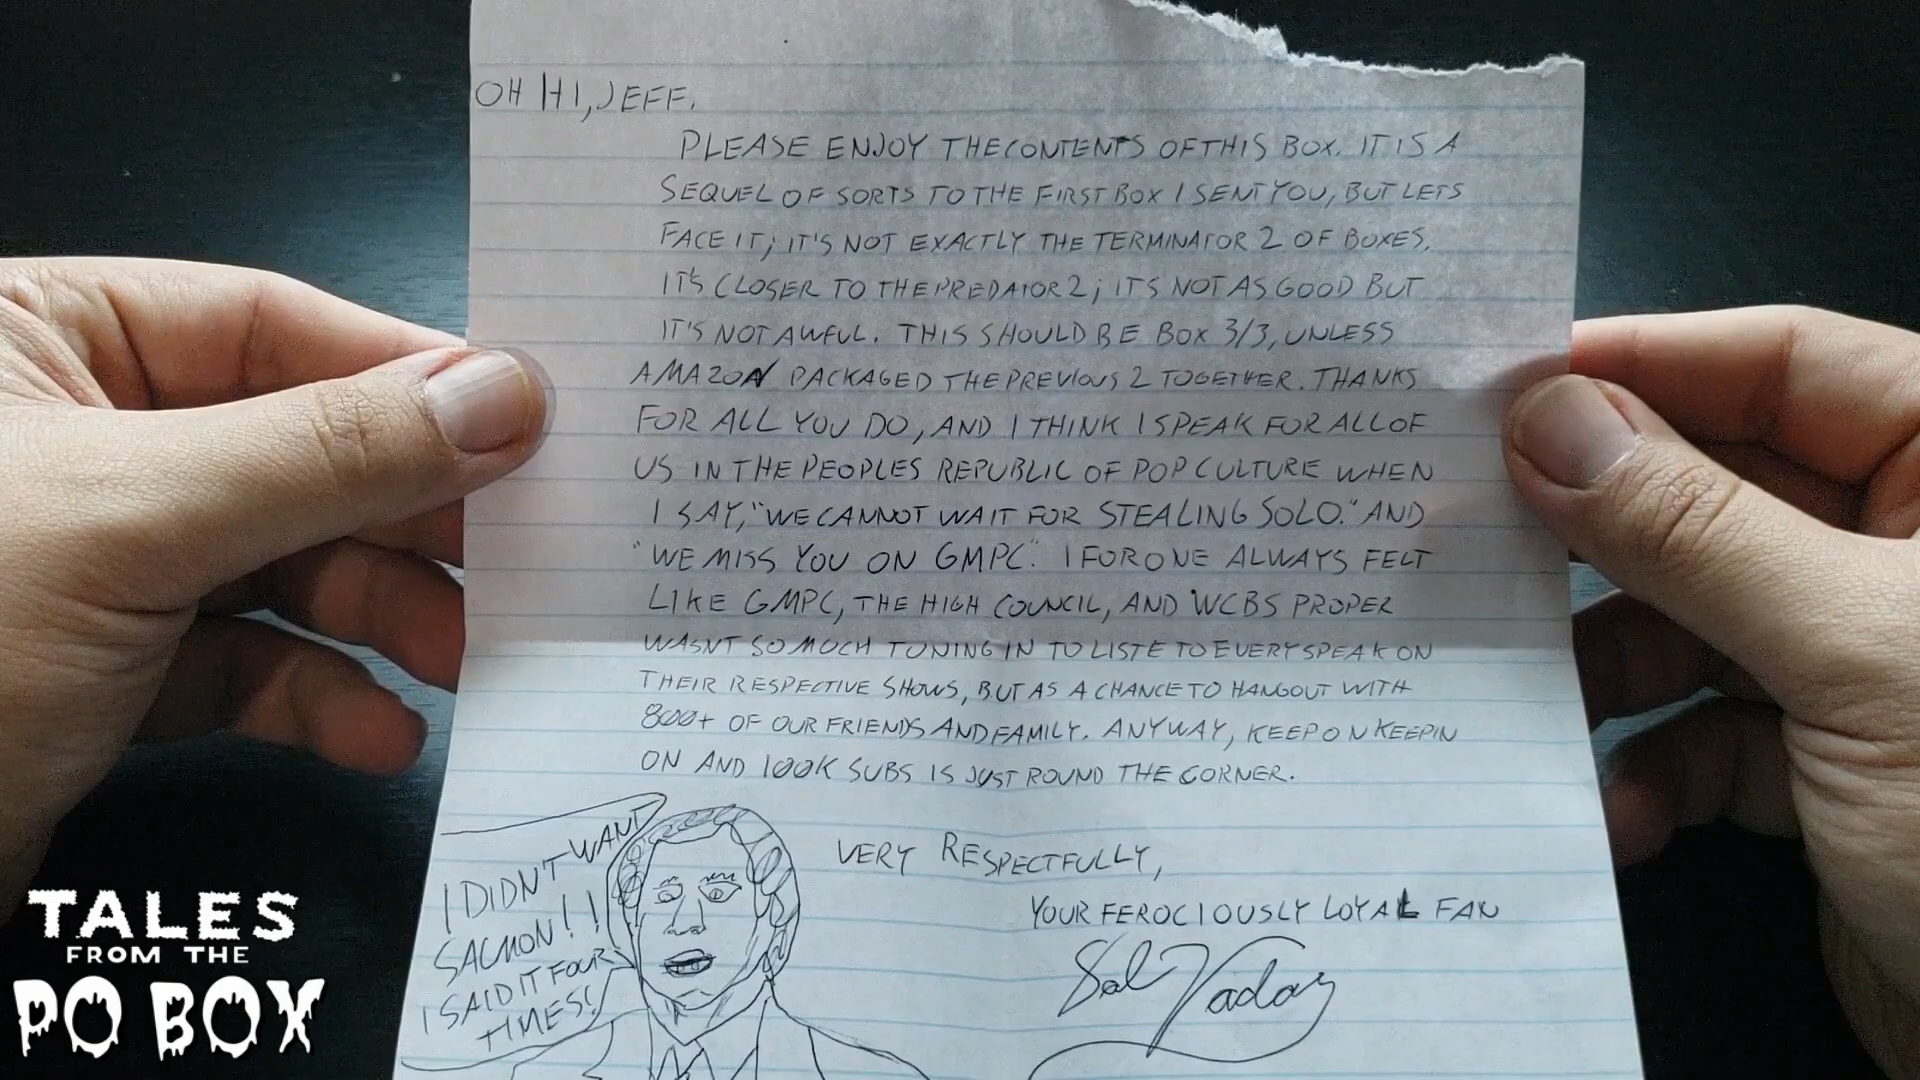 OH HI, JEFF.
PLEASE ENJOY THE CONTENTS OF THIS BOX. IT IS A
SEQUEL OF SORTS TO THE FIRST BOX I SENT YOU, BUT LETS
FACE IT; IT'S NOT EXACTLY THE TERMINATOR 2 OF BOXES.
IT'S CLOSER TO THE PREDATOR 2; ITS NOT AS GOOD BUT
IT'S NOT AWFUL. THIS SHOULD BE BOX 3/3, UNLESS
AMAZON PACKAGED THE PREVIOUS 2 TOGETHER. THANKS
FOR ALL YOU DO, AND I THINK I SPEAK FOR ALL OF
US IN THE PEOPLES REPUBLIC OF POP CULTURE WHEN
I SAY, "WE CANNOT WAIT FOR STEALING SOLO." AND
"WE MISS YOU ON GMPC". I FOR ONE ALWAYS FELT
LIKE GMPC, THE HIGH COUNCIL, AND WCBS PROPER
WASNT SO MUCH TUNING IN TO LISTE TO EVERY SPEAK ON
THEIR RESPECTIVE SHOWS, BUT AS A CHANCE TO HANGOUT WITH
800+ OF OUR FRIENDS AND FAMILY. ANYWAY, KEEP ON KEEPIN
ON AND 100K SUBS IS JUST ROUND THE CORNER.
VERY RESPECTFULLY,
YOUR FEROCIOUSLY LOYAL FAN
I DIDN'T WANT
SALMON!!
I SAID IT FOUR
TIMES!
TALES
FROM THE
PO BOX